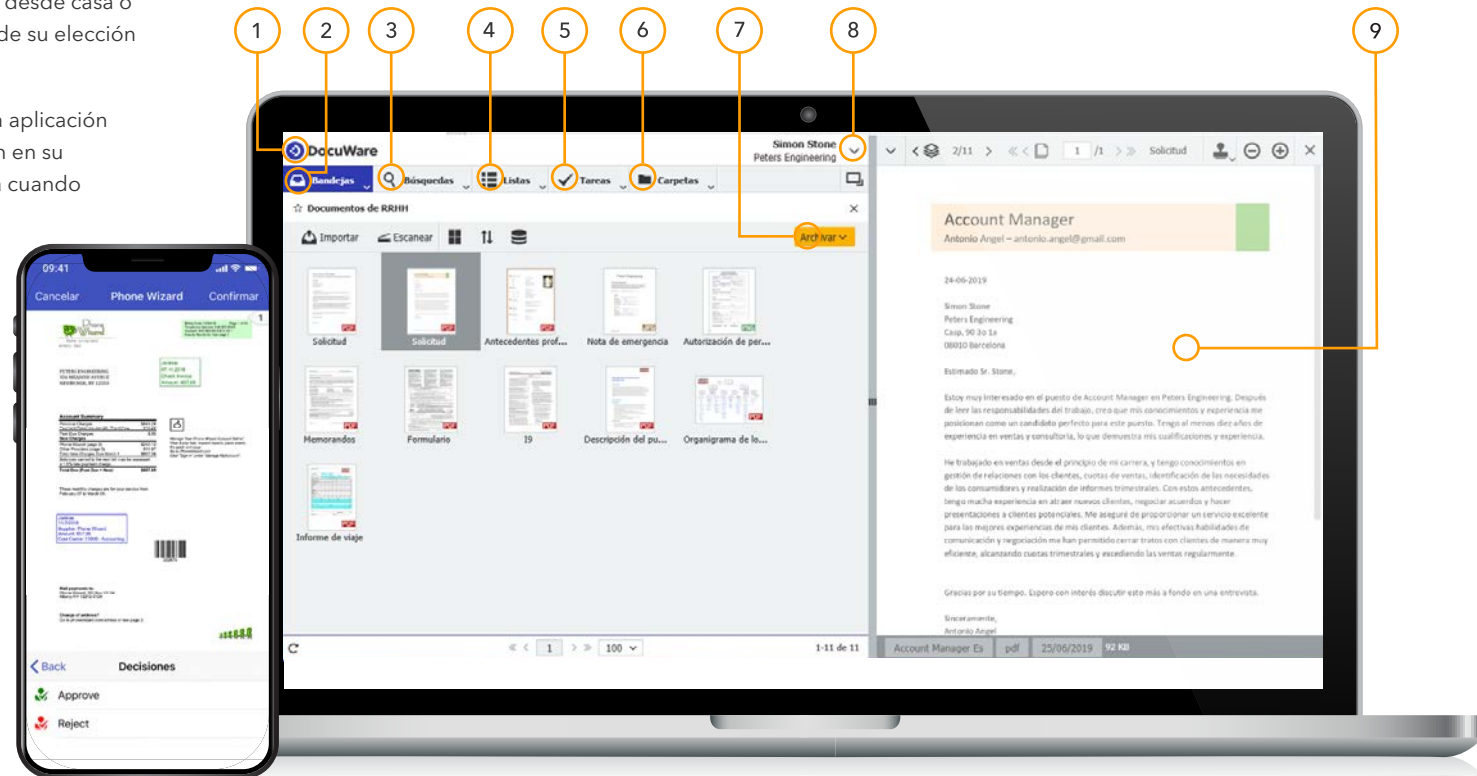 desde casa o
de su elección
aplicación
en su
cuando
1 2 3 4 5 6 7 8 9
DocuWare
Simon Stone
Peters Engineering
Bandejas Búsquedas Listas Tareas Carpetas
Documentos de RRHH
Importar Escanear Archivar
Solicitud Solicitud Antecedentes prof... Nota de emergencia Autorización de per...
Memorandos Formulario I9 Descripción del pu... Organigrama de lo...
Informe de viaje
1 100 1-11 de 11
2/11 1 /1 Solicitud
Account Manager
Antonio Angel – antonio.angel@gmail.com
24-06-2019
Simon Stone
Peters Engineering
Casp, 90 3o 1a
08010 Barcelona
Estimado Sr. Stone,
Estoy muy interesado en el puesto de Account Manager en Peters Engineering. Después
de leer las responsabilidades del trabajo, creo que mis conocimientos y experiencia me
posicionan como un candidato perfecto para este puesto. Tengo al menos diez años de
experiencia en ventas y consultoría, lo que demuestra mis cualificaciones y experiencia.
He trabajado en ventas desde el principio de mi carrera, y tengo conocimientos en
gestión de relaciones con los clientes, cuotas de ventas, identificación de las necesidades
de los consumidores y realización de informes trimestrales. Con estos antecedentes,
tengo mucha experiencia en atraer nuevos clientes, negociar acuerdos y hacer
presentaciones a clientes potenciales. Me aseguré de proporcionar un servicio excelente
para las mejores experiencias de mis clientes. Además, mis efectivas habilidades de
comunicación y negociación me han permitido cerrar tratos con clientes de manera muy
eficiente, alcanzando cuotas trimestrales y excediendo las ventas regularmente.
Gracias por su tiempo. Espero con interés discutir esto más a fondo en una entrevista.
Sinceramente,
Antonio Angel
Account Manager Es pdf 25/06/2019 92 KB
09:41
Cancelar Phone Wizard Confirmar
1
Phone
Wizard
PETERS ENGINEERING
Account Summary
Back Decisiones
Approve
Reject